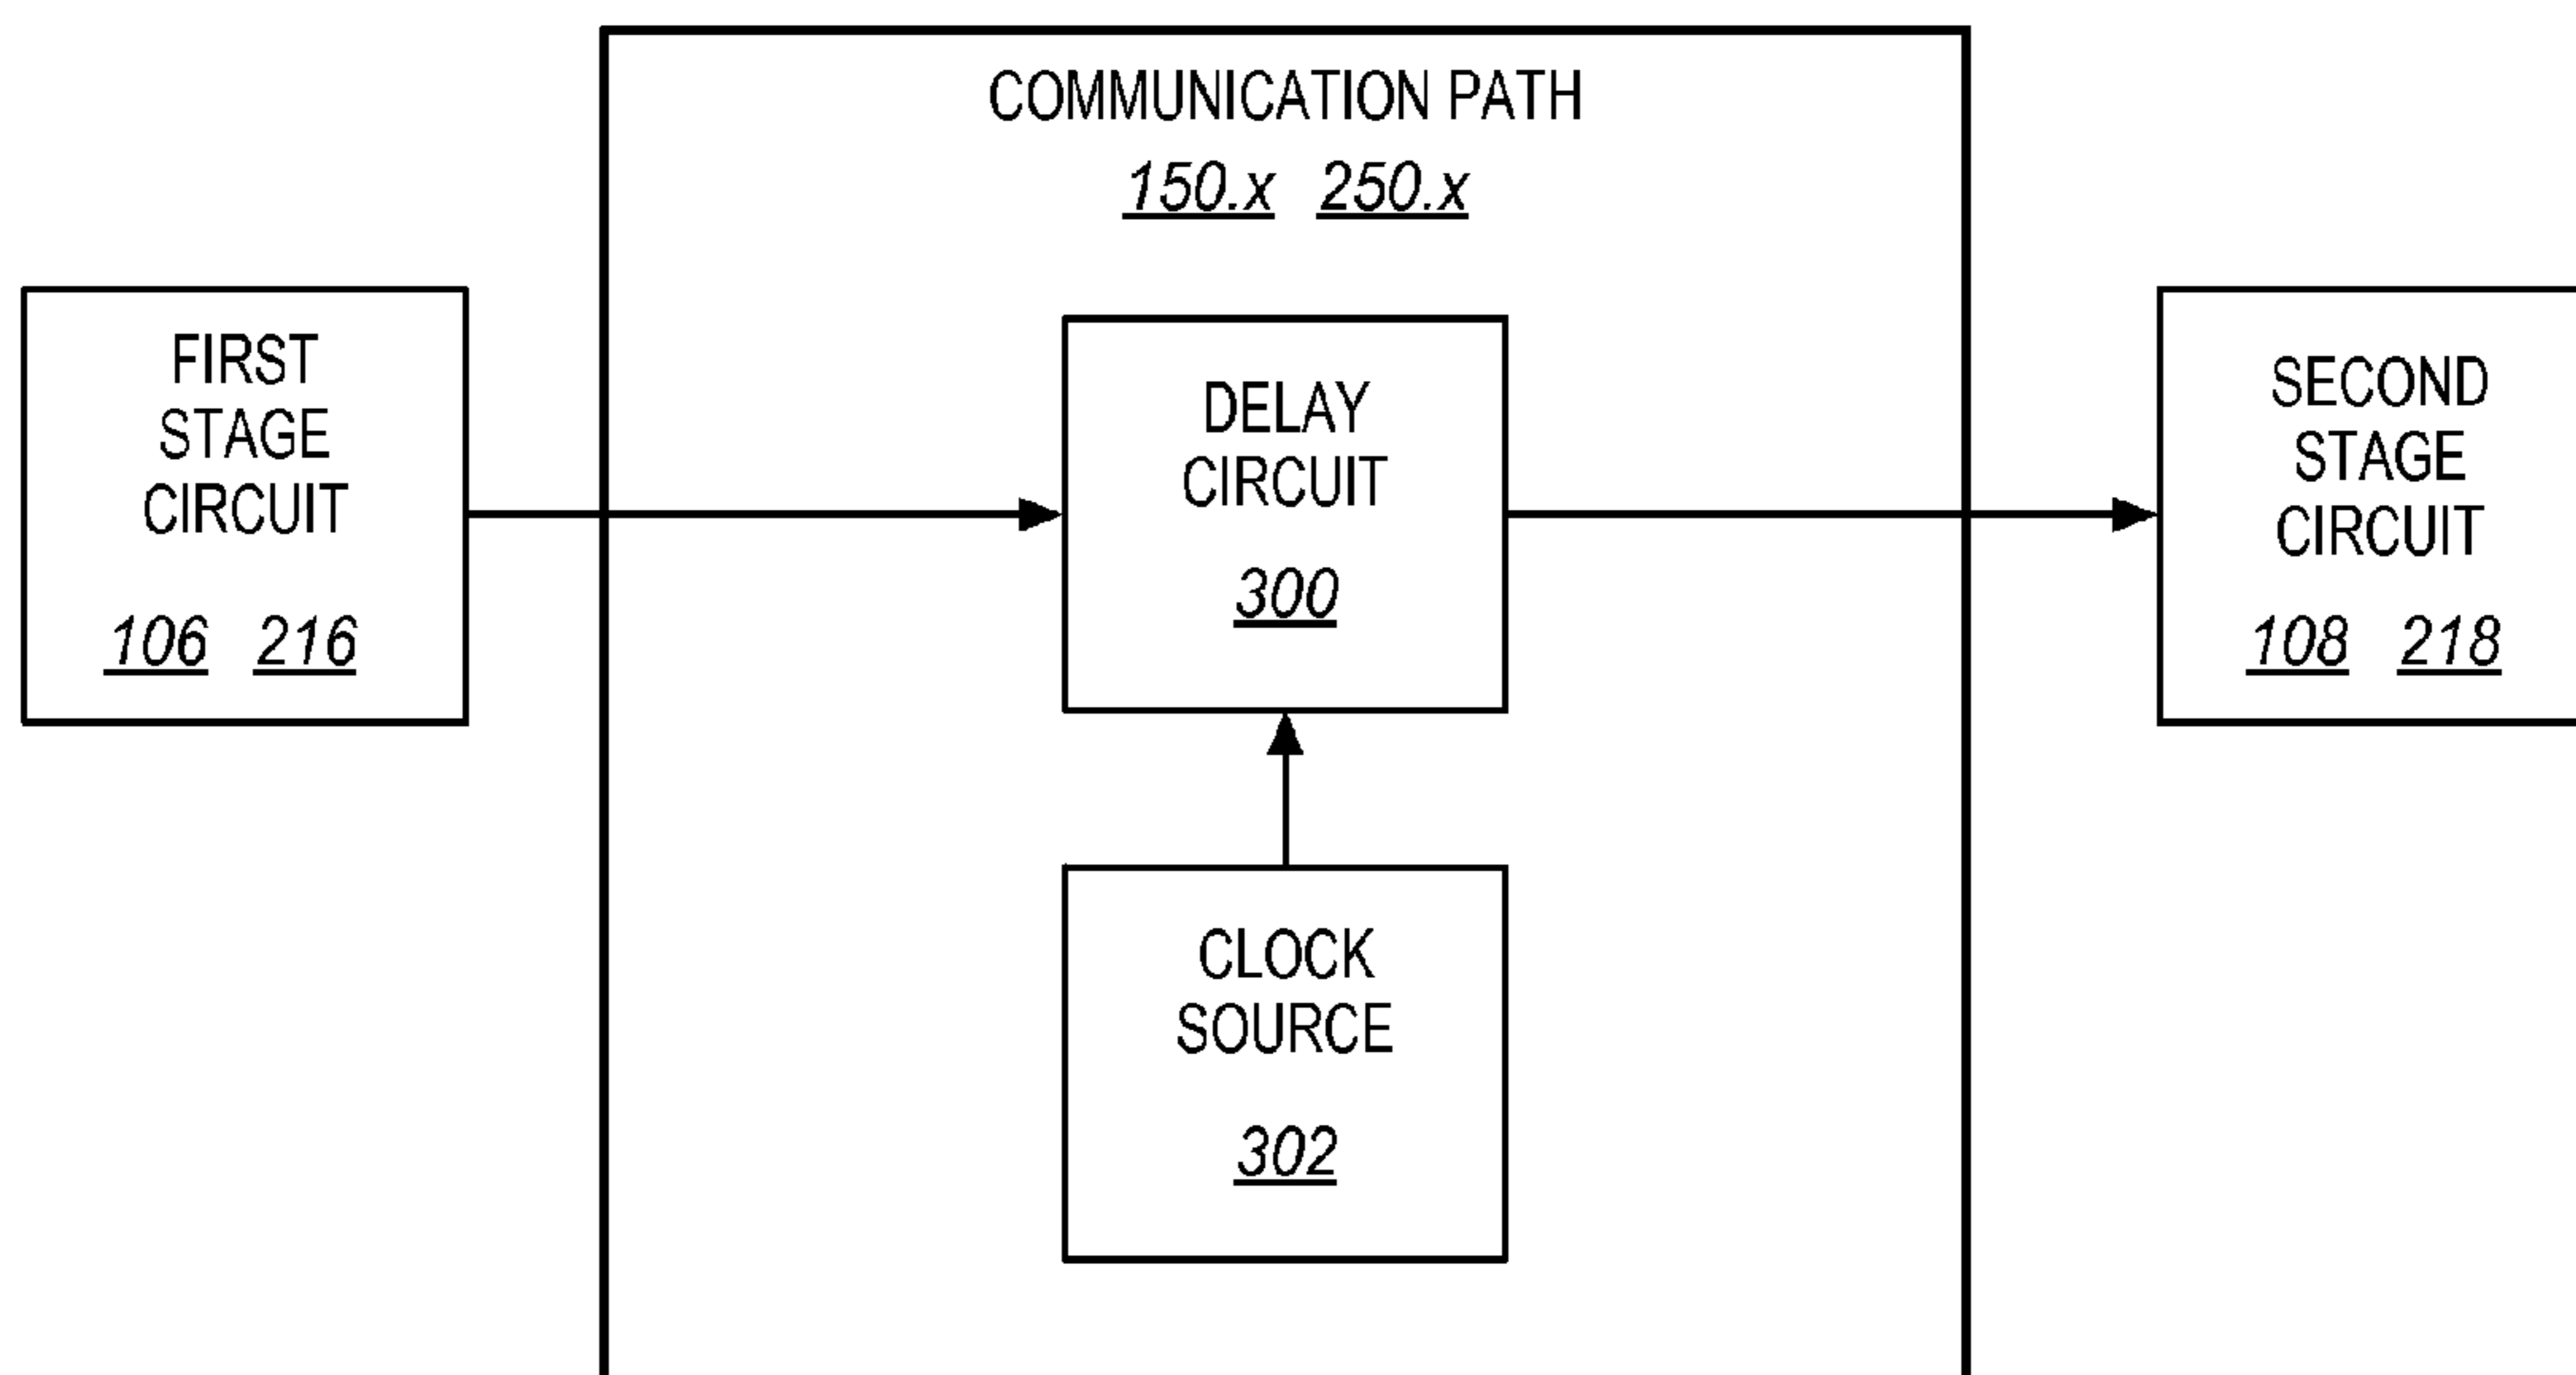 COMMUNICATION PATH
150.x 250.x
FIRST
STAGE
CIRCUIT
106 216
DELAY
CIRCUIT
300
SECOND
STAGE
CIRCUIT
108 218
CLOCK
SOURCE
302